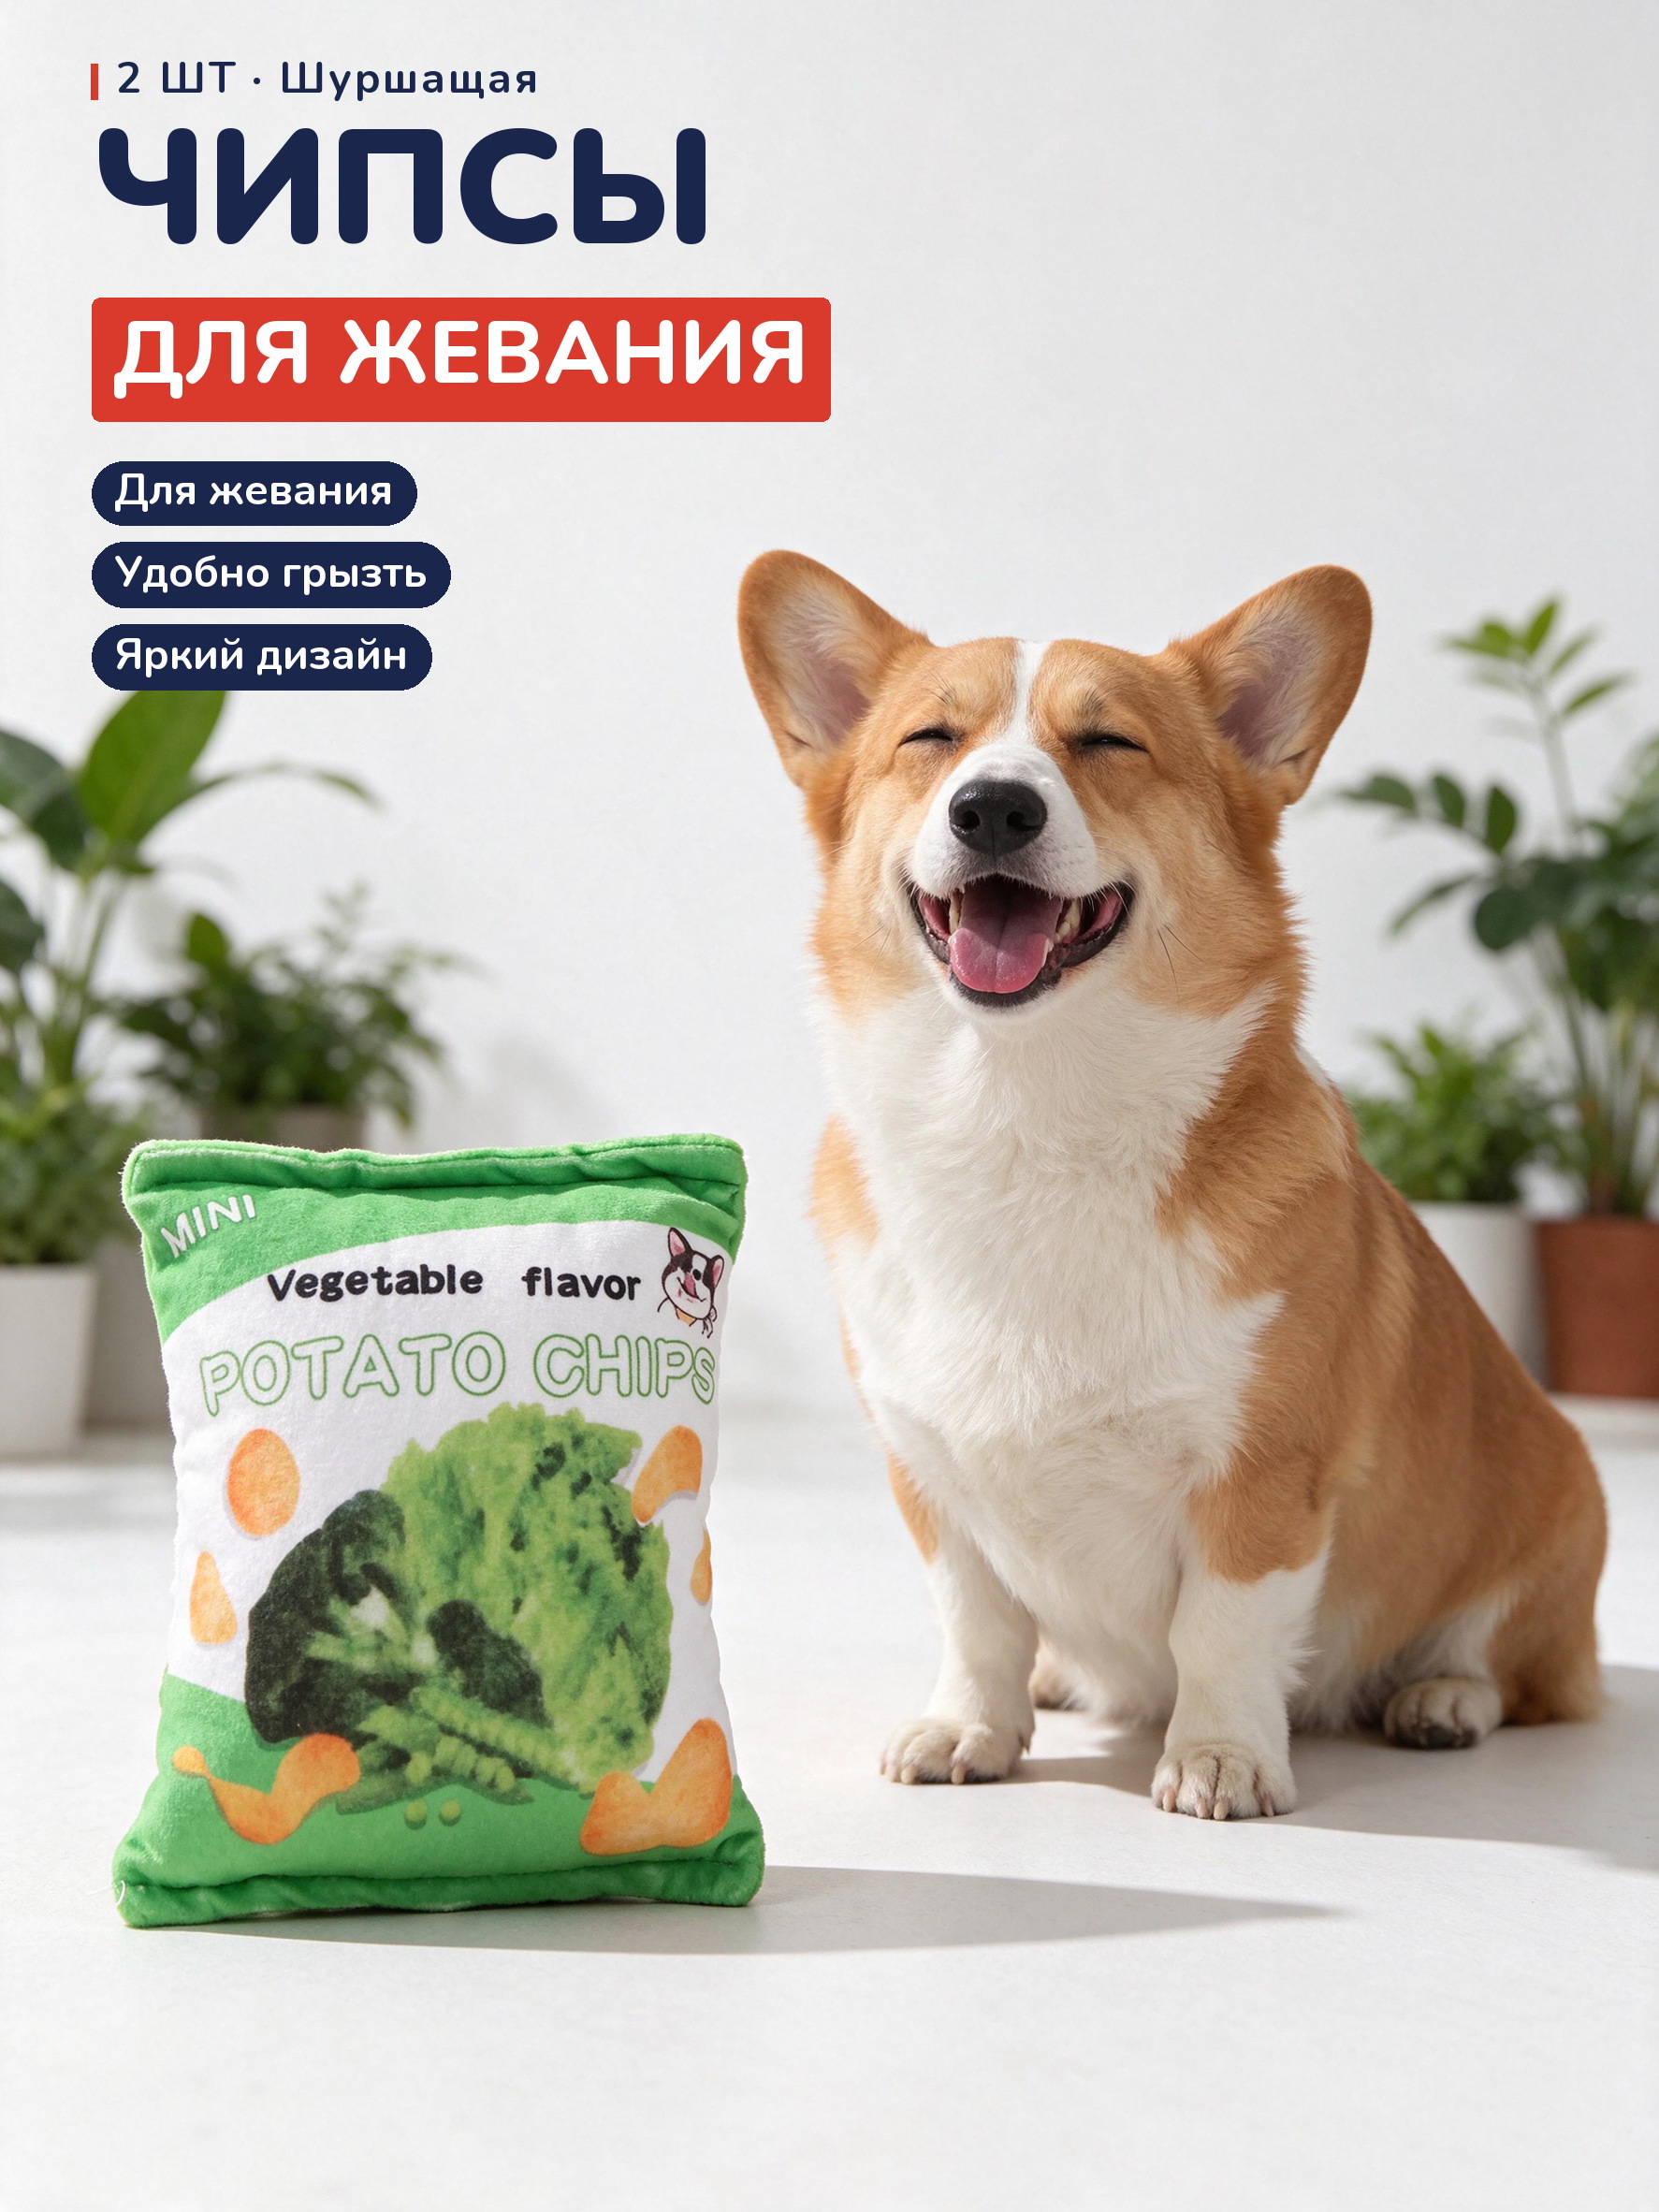 2 ШТ · Шуршащая
ЧИПСЫ
ДЛЯ ЖЕВАНИЯ
Для жевания
Удобно грызть
Яркий дизайн
MINI
Vegetable flavor
POTATO CHIPS